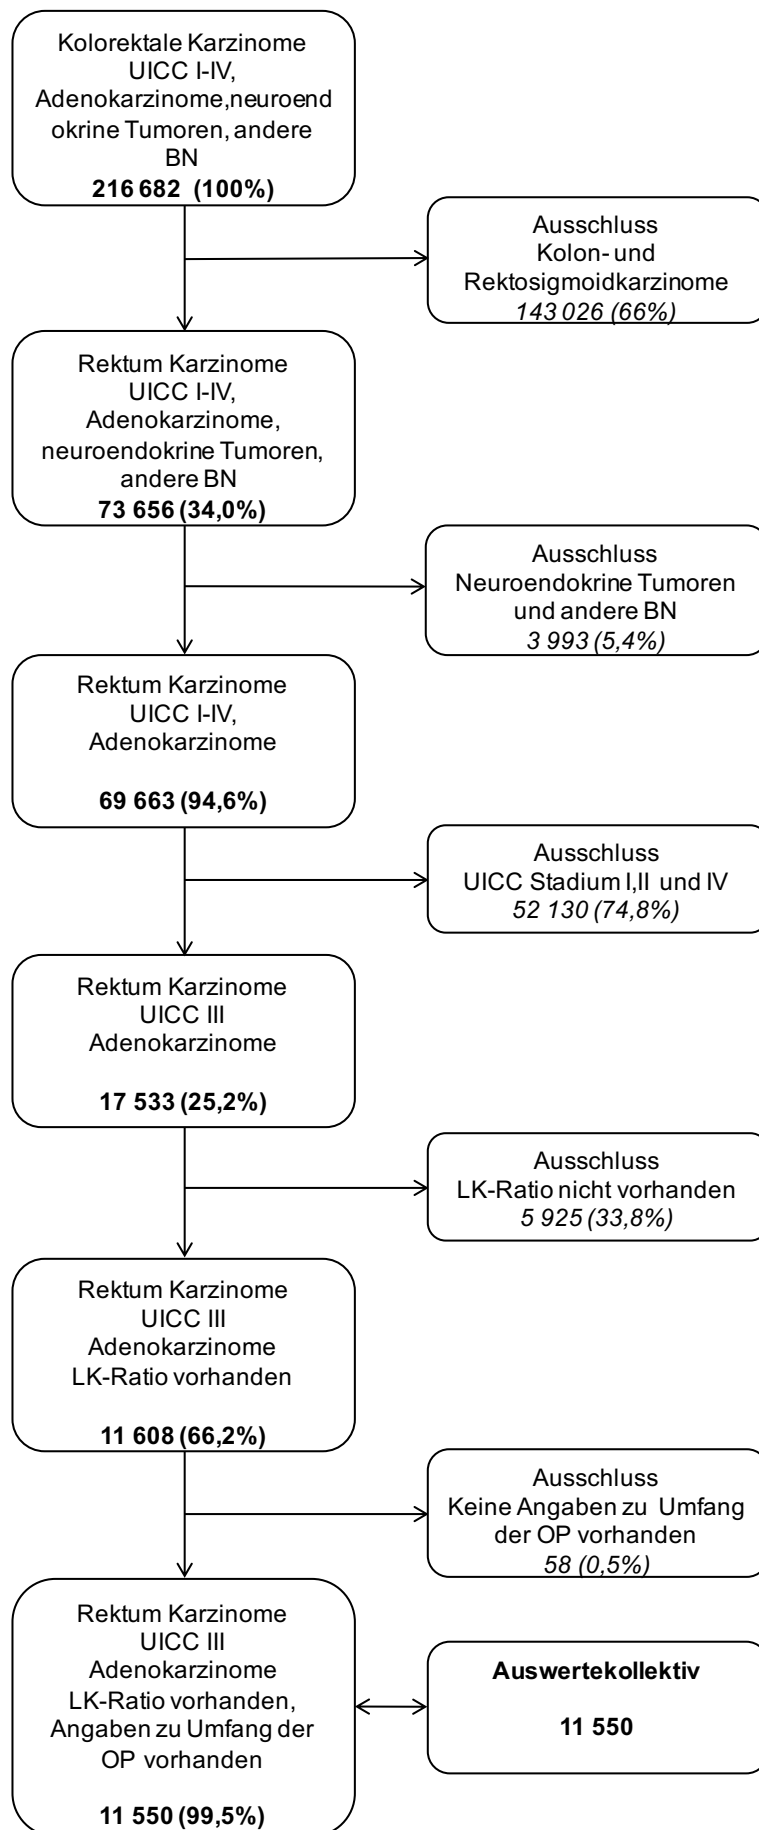 Kolorektale Karzinome
UICC I-IV,
Adenokarzinome,neuroend
okrine Tumoren, andere
BN
216 682 (100%)
Ausschluss
Kolon- und
Rektosigmoidkarzinome
143 026 (66%)
Rektum Karzinome
UICC I-IV,
Adenokarzinome,
neuroendokrine Tumoren,
andere BN
73 656 (34,0%)
Ausschluss
Neuroendokrine Tumoren
und andere BN
3 993 (5,4%)
Rektum Karzinome
UICC I-IV,
Adenokarzinome
69 663 (94,6%)
Ausschluss
UICC Stadium I,II und IV
52 130 (74,8%)
Rektum Karzinome
UICC III
Adenokarzinome
17 533 (25,2%)
Ausschluss
LK-Ratio nicht vorhanden
5 925 (33,8%)
Rektum Karzinome
UICC III
Adenokarzinome
LK-Ratio vorhanden
11 608 (66,2%)
Ausschluss
Keine Angaben zu Umfang
der OP vorhanden
58 (0,5%)
Rektum Karzinome
UICC III
Adenokarzinome
LK-Ratio vorhanden,
Angaben zu Umfang der
OP vorhanden
11 550 (99,5%)
Auswertekollektiv
11 550